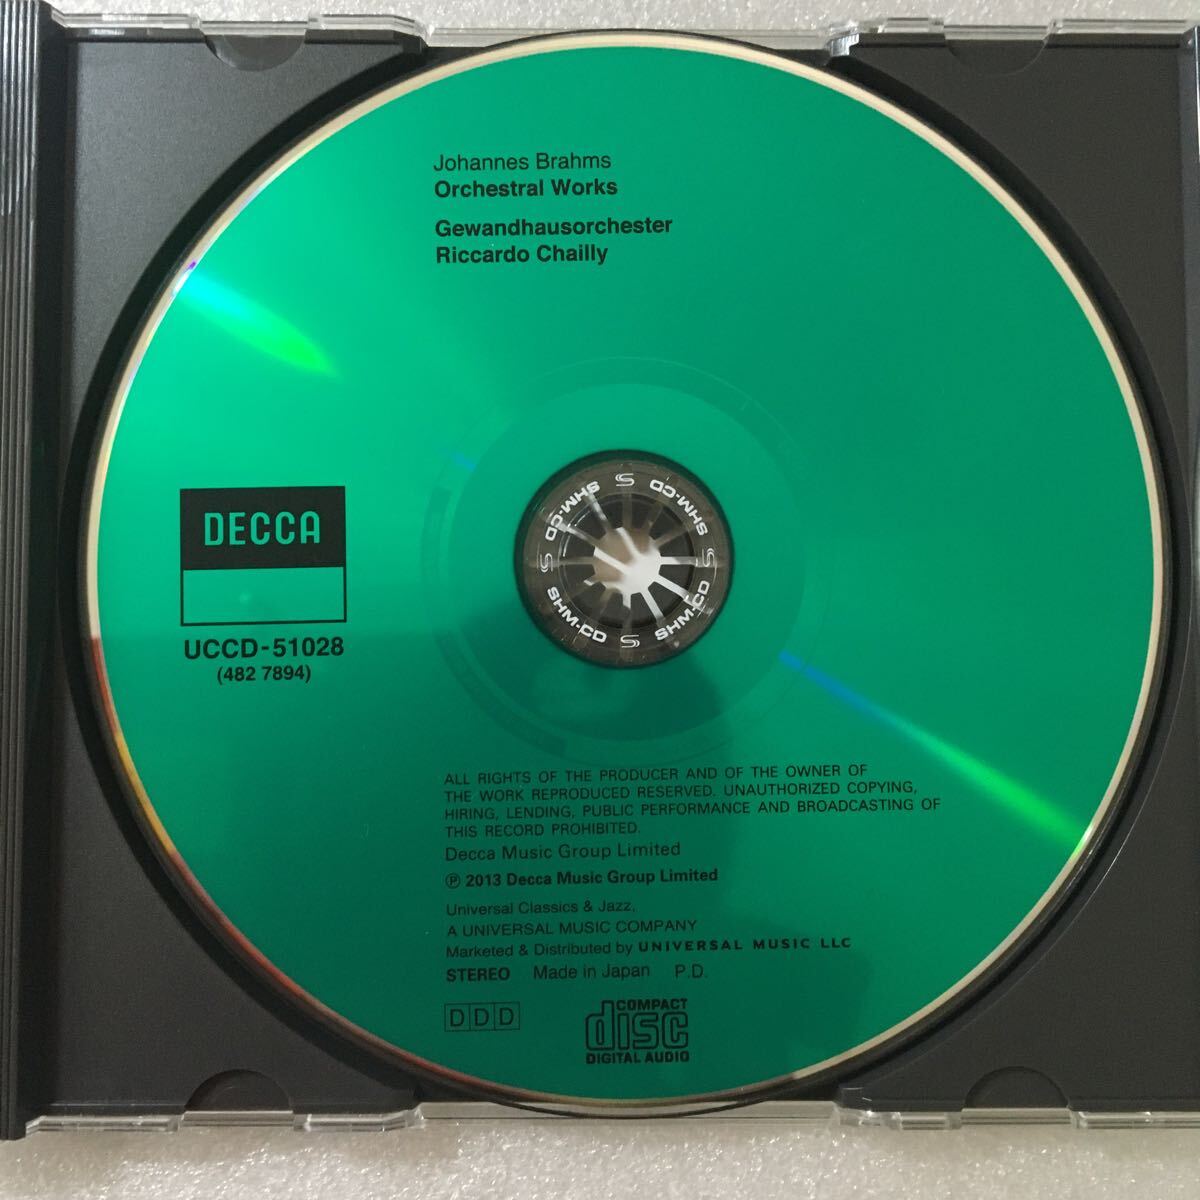 Johannes Brahms
Orchestral Works
Gewandhausorchester
Riccardo Chailly
DECCA
UCCD-51028
(482 7894)
SHM-CD
SHM-CD
SHM-CD
SHM-CD
ALL RIGHTS OF THE PRODUCER AND OF THE OWNER OF
THE WORK REPRODUCED RESERVED. UNAUTHORIZED COPYING,
HIRING, LENDING, PUBLIC PERFORMANCE AND BROADCASTING OF
THIS RECORD PROHIBITED.
Decca Music Group Limited
℗ 2013 Decca Music Group Limited
Universal Classics & Jazz,
A UNIVERSAL MUSIC COMPANY
Marketed & Distributed by UNIVERSAL MUSIC LLC
STEREO Made in Japan P.D.
DDD
COMPACT
disc
DIGITAL AUDIO